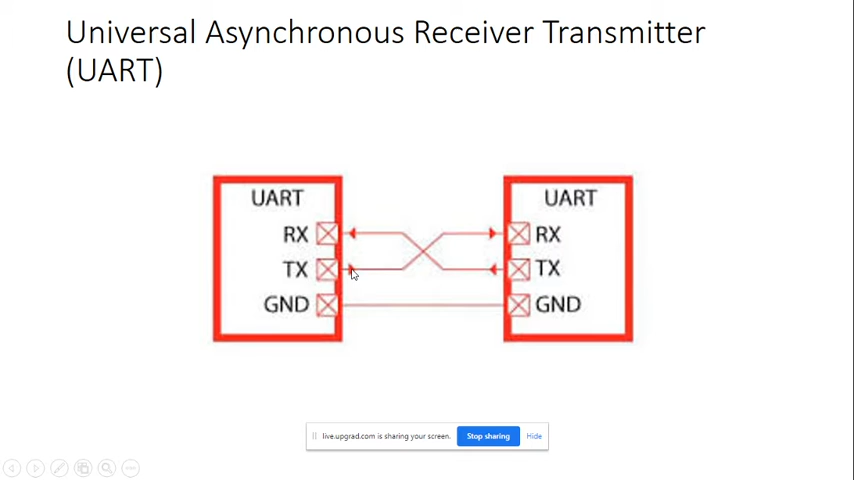 Universal Asynchronous Receiver Transmitter
(UART)
UART
RX
TX
GND
UART
RX
TX
GND
live.upgrad.com is sharing your screen. Stop sharing Hide